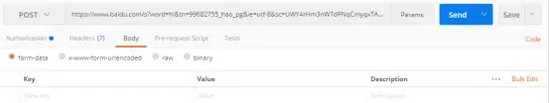 POST https://www.baidu.com/s?word=hi&tn=99682755_hao_pg&ie=utf-8&sc=UWY4rHm3nWTdPNqCmyqxTA... Params Send Save
Authorization Headers (7) Body Pre-request Script Tests Code
form-data x-www-form-urlencoded raw binary
Key Value Description ••• Bulk Edit
New key Value Description